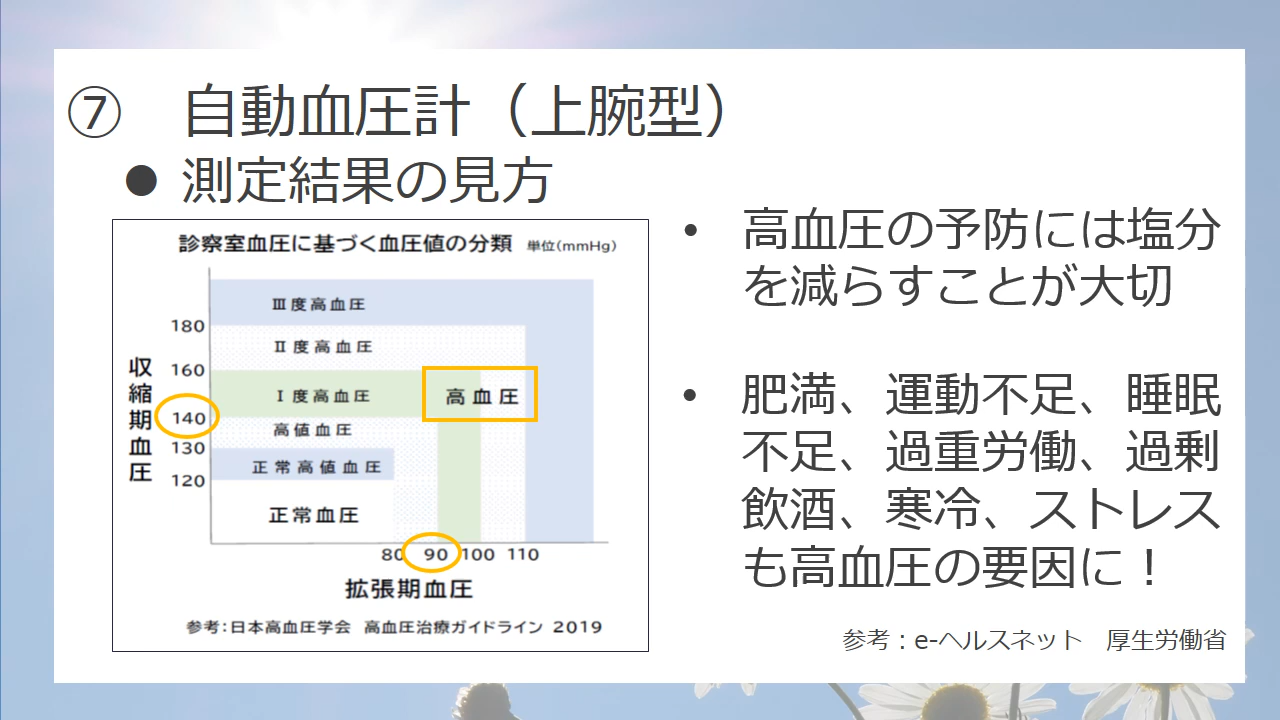 ⑦ 自動血圧計（上腕型）
● 測定結果の見方
診察室血圧に基づく血圧値の分類 単位(mmHg)
Ⅲ度高血圧
180
Ⅱ度高血圧
160
Ⅰ度高血圧
高血圧
140
高値血圧
130
正常高値血圧
120
正常血圧
収縮期血圧
80 90 100 110
拡張期血圧
参考：日本高血圧学会 高血圧治療ガイドライン 2019
• 高血圧の予防には塩分
を減らすことが大切
• 肥満、運動不足、睡眠
不足、過重労働、過剰
飲酒、寒冷、ストレス
も高血圧の要因に！
参考：e-ヘルスネット 厚生労働省